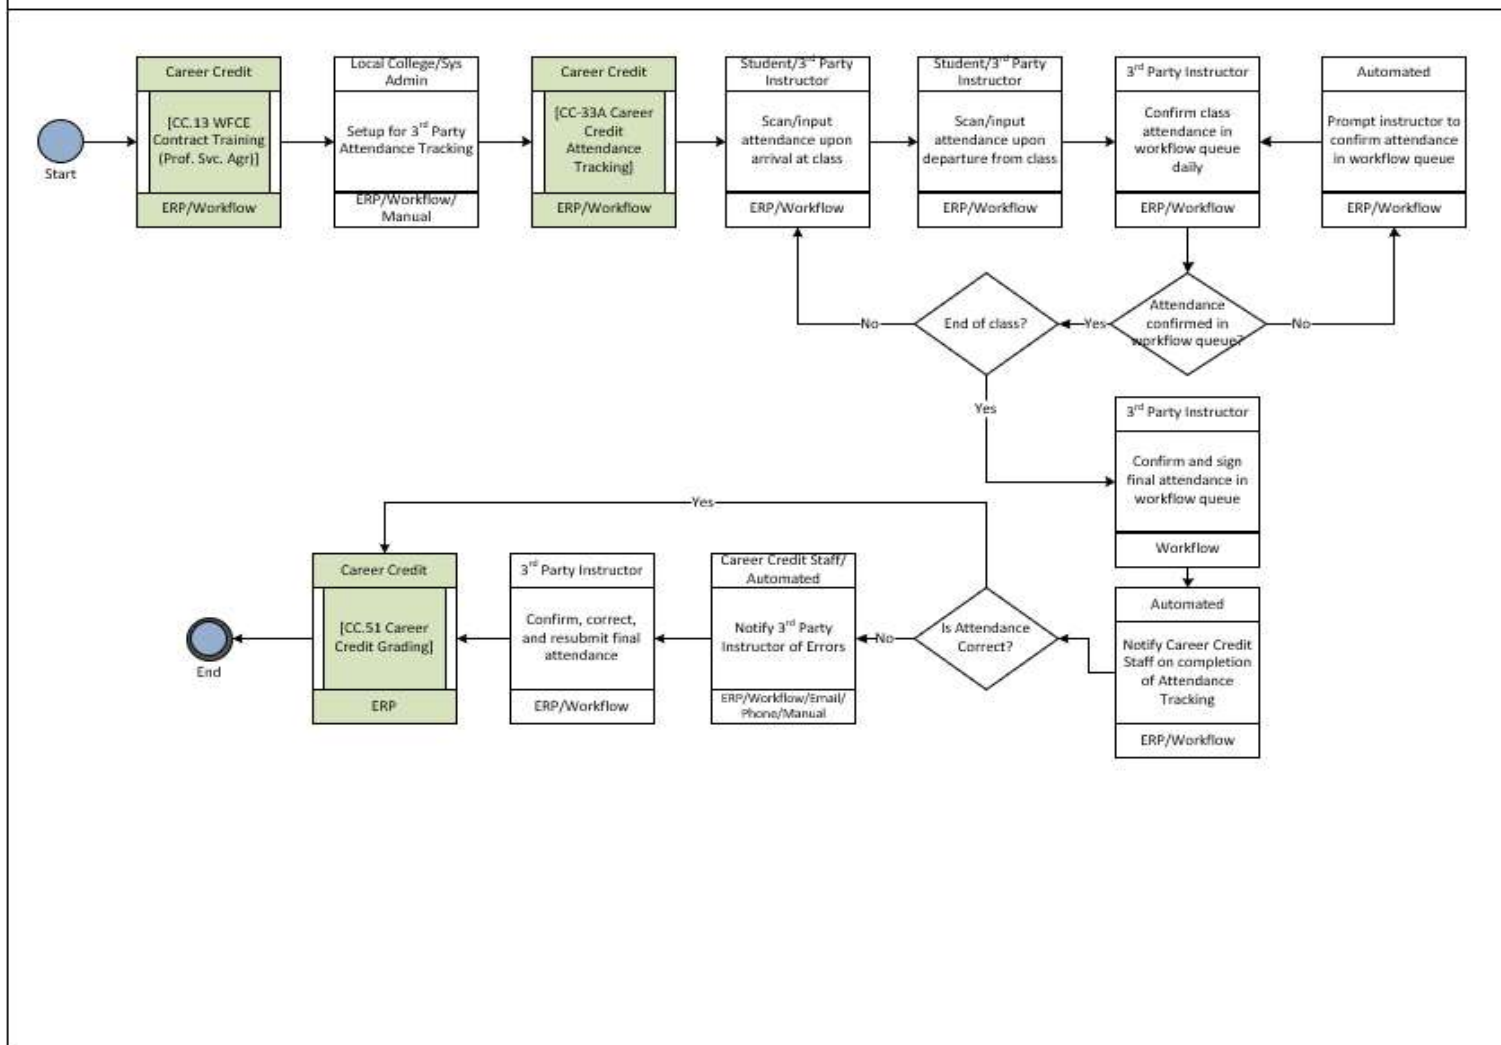 Start
Career Credit
[CC.13 WFCE
Contract Training
(Prof. Svc. Agr)]
ERP/Workflow
Local College/Sys
Admin
Setup for 3rd Party
Attendance Tracking
ERP/Workflow/
Manual
Career Credit
[CC-33A Career
Credit
Attendance
Tracking]
ERP/Workflow
Student/3rd Party
Instructor
Scan/input
attendance upon
arrival at class
ERP/Workflow
Student/3rd Party
Instructor
Scan/input
attendance upon
departure from class
ERP/Workflow
3rd Party Instructor
Confirm class
attendance in
workflow queue
daily
ERP/Workflow
Automated
Prompt instructor to
confirm attendance
in workflow queue
ERP/Workflow
No
End of class?
Yes
Attendance
confirmed in
workflow queue?
No
Yes
3rd Party Instructor
Confirm and sign
final attendance in
workflow queue
Workflow
Yes
Career Credit
[CC.51 Career
Credit Grading]
ERP
3rd Party Instructor
Confirm, correct,
and resubmit final
attendance
ERP/Workflow
Career Credit Staff/
Automated
Notify 3rd Party
Instructor of Errors
ERP/Workflow/Email/
Phone/Manual
No
Is Attendance
Correct?
Automated
Notify Career Credit
Staff on completion
of Attendance
Tracking
ERP/Workflow
End